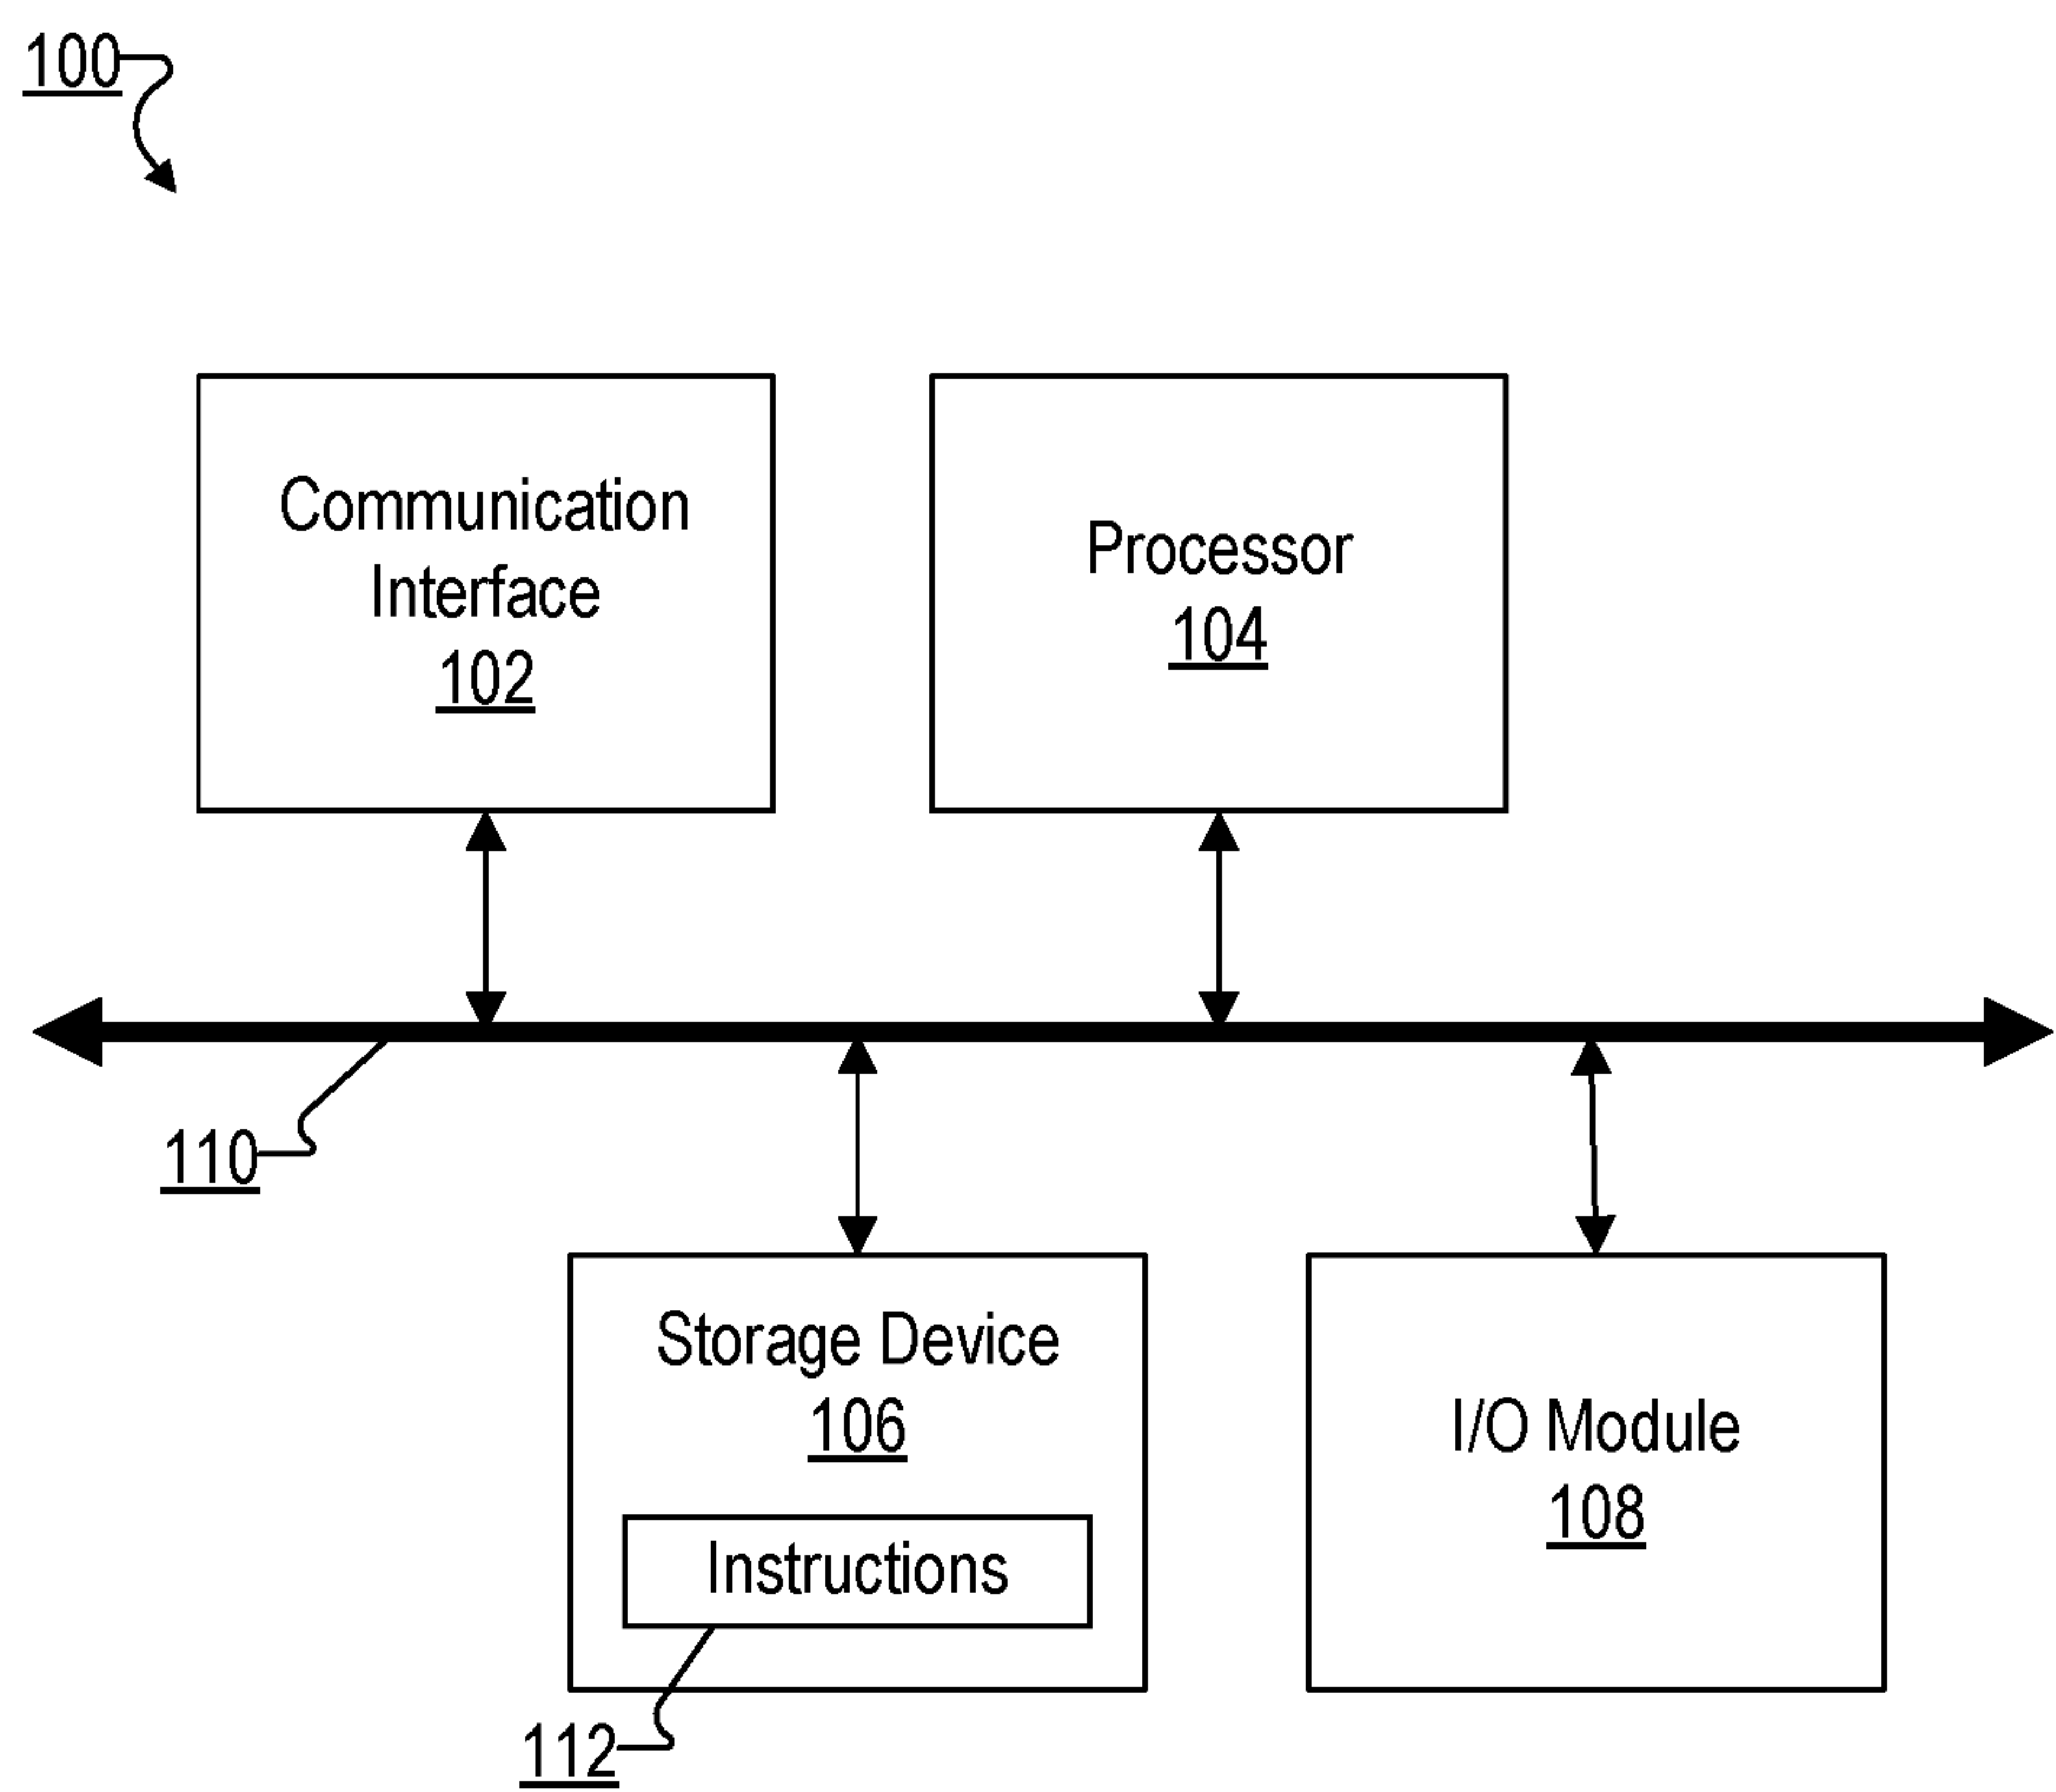 100
Communication
Interface
102
Processor
104
110
Storage Device
106
Instructions
112
I/O Module
108